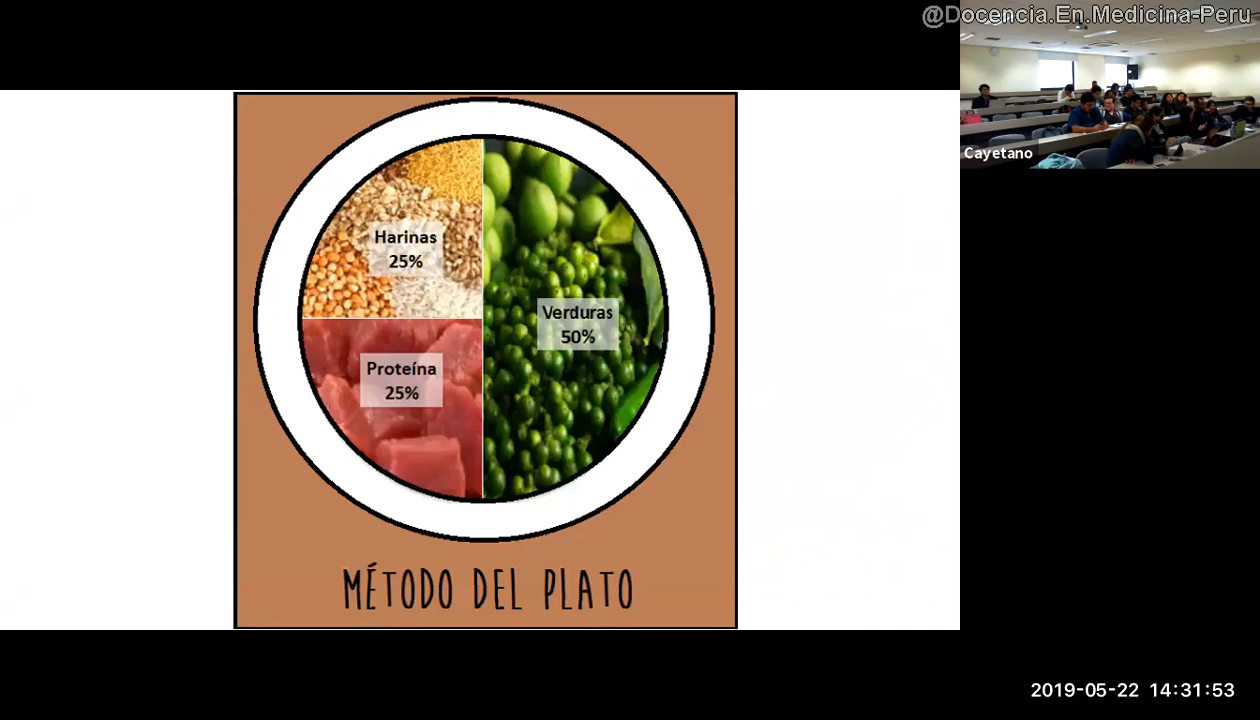 @Docencia.En.Medicina-Peru
Cayetano
Harinas
25%
Verduras
50%
Proteína
25%
MÉTODO DEL PLATO
2019-05-22 14:31:53